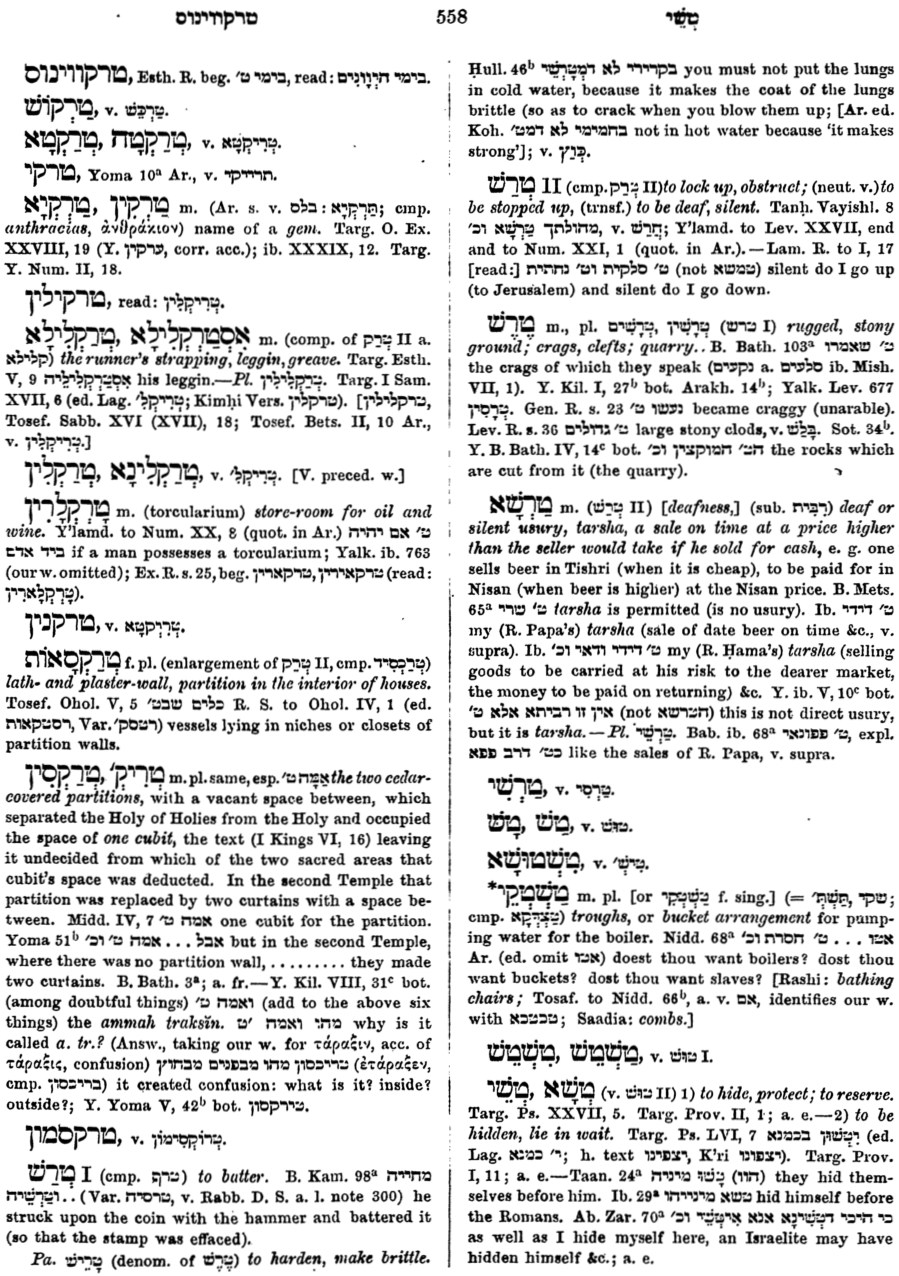 טרקווינוס 558 טְשֵׁי
טרקווינוס, Esth. R. beg. בימי ט׳, read: בימי הַיְוָונִים.
טַרְקוֹשׁ, v. טַרְכַּשׁ.
טַרְקְטָה, טַרְקְטָא, v. טְרִיקְטָא.
טרקי, Yoma 10ᵃ Ar., v. תרייקי.
טַרְקִין, טַרְקְיָא m. (Ar. s. v. בלס: תַּרְקְיָא; cmp.
anthracias, ἀνθράκιον) name of a gem. Targ. O. Ex.
XXVIII, 19 (Y. עירקין, corr. acc.); ib. XXXIX, 12. Targ.
Y. Num. II, 18.
טרקילין, read: טְרִיקְלִין.
אִסְטַרְקְלִילָא, טַרְקְלִילָא m. (comp. of טְרַק II a.
קלילא) the runner's strapping, leggin, greave. Targ. Esth.
V, 9 אִסְטַרְקְלִילֵיהּ his leggin.—Pl. טַרְקְלִילִין. Targ. I Sam.
XVII, 6 (ed. Lag. טְרִיקְלֵ׳; Kimḥi Vers. טרקלין). [טרקלילין,
Tosef. Sabb. XVI (XVII), 18; Tosef. Bets. II, 10 Ar.,
v. טְרִיקְלִין.]
טַרְקְלִינָא, טַרְקְלִין, v. טְרִיקְלִ׳. [V. preced. w.]
טָרְקְלָרִין m. (torcularium) store-room for oil and
wine. Y'lamd. to Num. XX, 8 (quot. in Ar.) ט׳ אם יהיה
ביד אדם if a man possesses a torcularium; Yalk. ib. 763
(our w. omitted); Ex. R. s. 25, beg. טרקאירין, טרקארין (read:
טָרְקְלָארִין).
טרקנין, v. טְרִיקְטָא.
טַרְקְסָאוֹת f. pl. (enlargement of טְרַק II, cmp. טַרְכְּסִיד)
lath- and plaster-wall, partition in the interior of houses.
Tosef. Ohol. V, 5 כלים שבט׳ R. S. to Ohol. IV, 1 (ed.
רסטקאות, Var. רטסק׳) vessels lying in niches or closets of
partition walls.
טְרִיק׳, טְרַקְסִין m. pl. same, esp. אַמָּה ט׳ the two cedar-
covered partitions, with a vacant space between, which
separated the Holy of Holies from the Holy and occupied
the space of one cubit, the text (I Kings VI, 16) leaving
it undecided from which of the two sacred areas that
cubit's space was deducted. In the second Temple that
partition was replaced by two curtains with a space be-
tween. Midd. IV, 7 אמה ט׳ one cubit for the partition.
Yoma 51ᵇ אבל ... אמה ט׳ וכ׳ but in the second Temple,
where there was no partition wall, ......... they made
two curtains. B. Bath. 3ᵃ; a. fr.—Y. Kil. VIII, 31ᶜ bot.
(among doubtful things) ואמה ט׳ (add to the above six
things) the ammah traksin. מהו ואמה ט׳ why is it
called a. tr.? (Answ., taking our w. for τάραξιν, acc. of
τάραξις, confusion) טריכסון מהו מבפנים מבחוץ (ἐτάραξεν,
cmp. בריכסון) it created confusion: what is it? inside?
outside?; Y. Yoma V, 42ᵇ bot. טירקסון.
טרקסמון, v. טְרוֹקְסִימוֹן.
טְרַשׁ I (cmp. טרף) to batter. B. Kam. 98ᵃ מחייה
וטַרְשֵׁיה.. (Var. טרסיה, v. Rabb. D. S. a. l. note 300) he
struck upon the coin with the hammer and battered it
(so that the stamp was effaced).
Pa. טָרֵישׁ (denom. of טֶרֶשׁ) to harden, make brittle.
Ḥull. 46ᵇ בקרירי לא דמְטָרְשֵׁי you must not put the lungs
in cold water, because it makes the coat of the lungs
brittle (so as to crack when you blow them up; [Ar. ed.
Koh. בחמימי לא דמט׳ not in hot water because 'it makes
strong']; v. כְּרַץ.
טְרַשׁ II (cmp. טְרַק II) to lock up, obstruct; (neut. v.) to
be stopped up, (trnsf.) to be deaf, silent. Tanḥ. Vayishl. 8
מחולתך טַרְשָׁא וכ׳, v. חֲרַשׁ; Y'lamd. to Lev. XXVII, end
and to Num. XXI, 1 (quot. in Ar.).—Lam. R. to I, 17
[read:] ט׳ סלקית וט׳ נחתית (not טמשא) silent do I go up
(to Jerusalem) and silent do I go down.
טֶרֶשׁ m., pl. טְרָשִׁין, טְרָשִׁים (טרש I) rugged, stony
ground; crags, clefts; quarry.. B. Bath. 103ᵃ ט׳ שאמרו
the crags of which they speak (סלעים a. נקעים ib. Mish.
VII, 1). Y. Kil. I, 27ᵇ bot. Arakh. 14ᵇ; Yalk. Lev. 677
טְרָסִין. Gen. R. s. 23 נעשו ט׳ became craggy (unarable).
Lev. R. s. 36 ט׳ גדולים large stony clods, v. בָּלַשׁ. Sot. 34ᵇ.
Y. B. Bath. IV, 14ᶜ bot. הט׳ המוקצין וכ׳ the rocks which
are cut from it (the quarry).
טַרְשָׁא m. (טְרַשׁ II) [deafness,] (sub. רִבִּית) deaf or
silent usury, tarsha, a sale on time at a price higher
than the seller would take if he sold for cash, e. g. one
sells beer in Tishri (when it is cheap), to be paid for in
Nisan (when beer is higher) at the Nisan price. B. Mets.
65ᵃ ט׳ שרי tarsha is permitted (is no usury). Ib. ט׳ דידי
my (R. Papa's) tarsha (sale of date beer on time &c., v.
supra). Ib. ט׳ דידי ודאי וכ׳ my (R. Ḥama's) tarsha (selling
goods to be carried at his risk to the dearer market,
the money to be paid on returning) &c. Y. ib. V, 10ᶜ bot.
אין זו רביתא אלא ט׳ (not הטרשא) this is not direct usury,
but it is tarsha.—Pl. טַרְשֵׁי. Bab. ib. 68ᵃ ט׳ פפונאי, expl.
כט׳ דרב פפא like the sales of R. Papa, v. supra.
טַרְשִׁי, v. טַרְסִי.
טַשׁ, טָשׁ, v. טוּשׁ.
טִשְׁטוּשָׁא, v. טִישְׁ׳.
*טַשְׁטְקֵי m. pl. [or טַשְׁטְקִי f. sing.] (= תַּשְׁתְּ, שקי;
cmp. טַצְדְּקָא) troughs, or bucket arrangement for pump-
ing water for the boiler. Nidd. 68ᵃ אטו ... ט׳ חסרת וכ׳
Ar. (ed. omit אטו) doest thou want boilers? dost thou
want buckets? dost thou want slaves? [Rashi: bathing
chairs; Tosaf. to Nidd. 66ᵇ, a. v. אם, identifies our w.
with טכטכא; Saadia: combs.]
טַשְׁטֵשׁ, טִשְׁטֵשׁ, v. טוּשׁ I.
טְשָׁא, טְשֵׁי (v. טוּשׁ II) 1) to hide, protect; to reserve.
Targ. Ps. XXVII, 5. Targ. Prov. II, 1; a. e.—2) to be
hidden, lie in wait. Targ. Ps. LVI, 7 יְטַשּׁוּן בכמנא (ed.
Lag. י׳ כמנא; h. text יצפינו, K'ri יצפונו). Targ. Prov.
I, 11; a. e.—Taan. 24ᵃ (הוו) טָשׁוּ מיניה they hid them-
selves before him. Ib. 29ᵃ טשא מינייהו hid himself before
the Romans. Ab. Zar. 70ᵃ כי היכי דטַשִׁינָא אנא אִיטַשֵׁי וכ׳
as well as I hide myself here, an Israelite may have
hidden himself &c.; a. e.